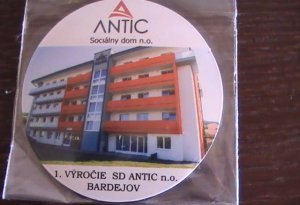 ANTIC
Sociálny dom n.o.
1. VÝROČIE SD ANTIC n.o.
BARDEJOV